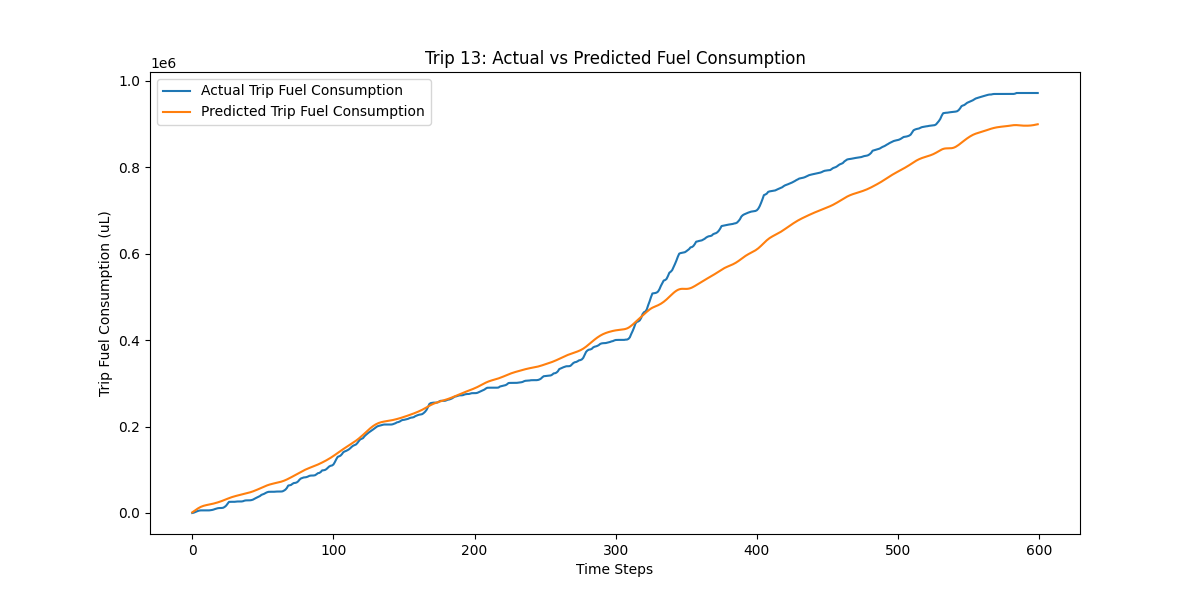 Trip 13: Actual vs Predicted Fuel Consumption
1e6
Actual Trip Fuel Consumption
Predicted Trip Fuel Consumption
Trip Fuel Consumption (uL)
1.0
0.8
0.6
0.4
0.2
0.0
0 100 200 300 400 500 600
Time Steps